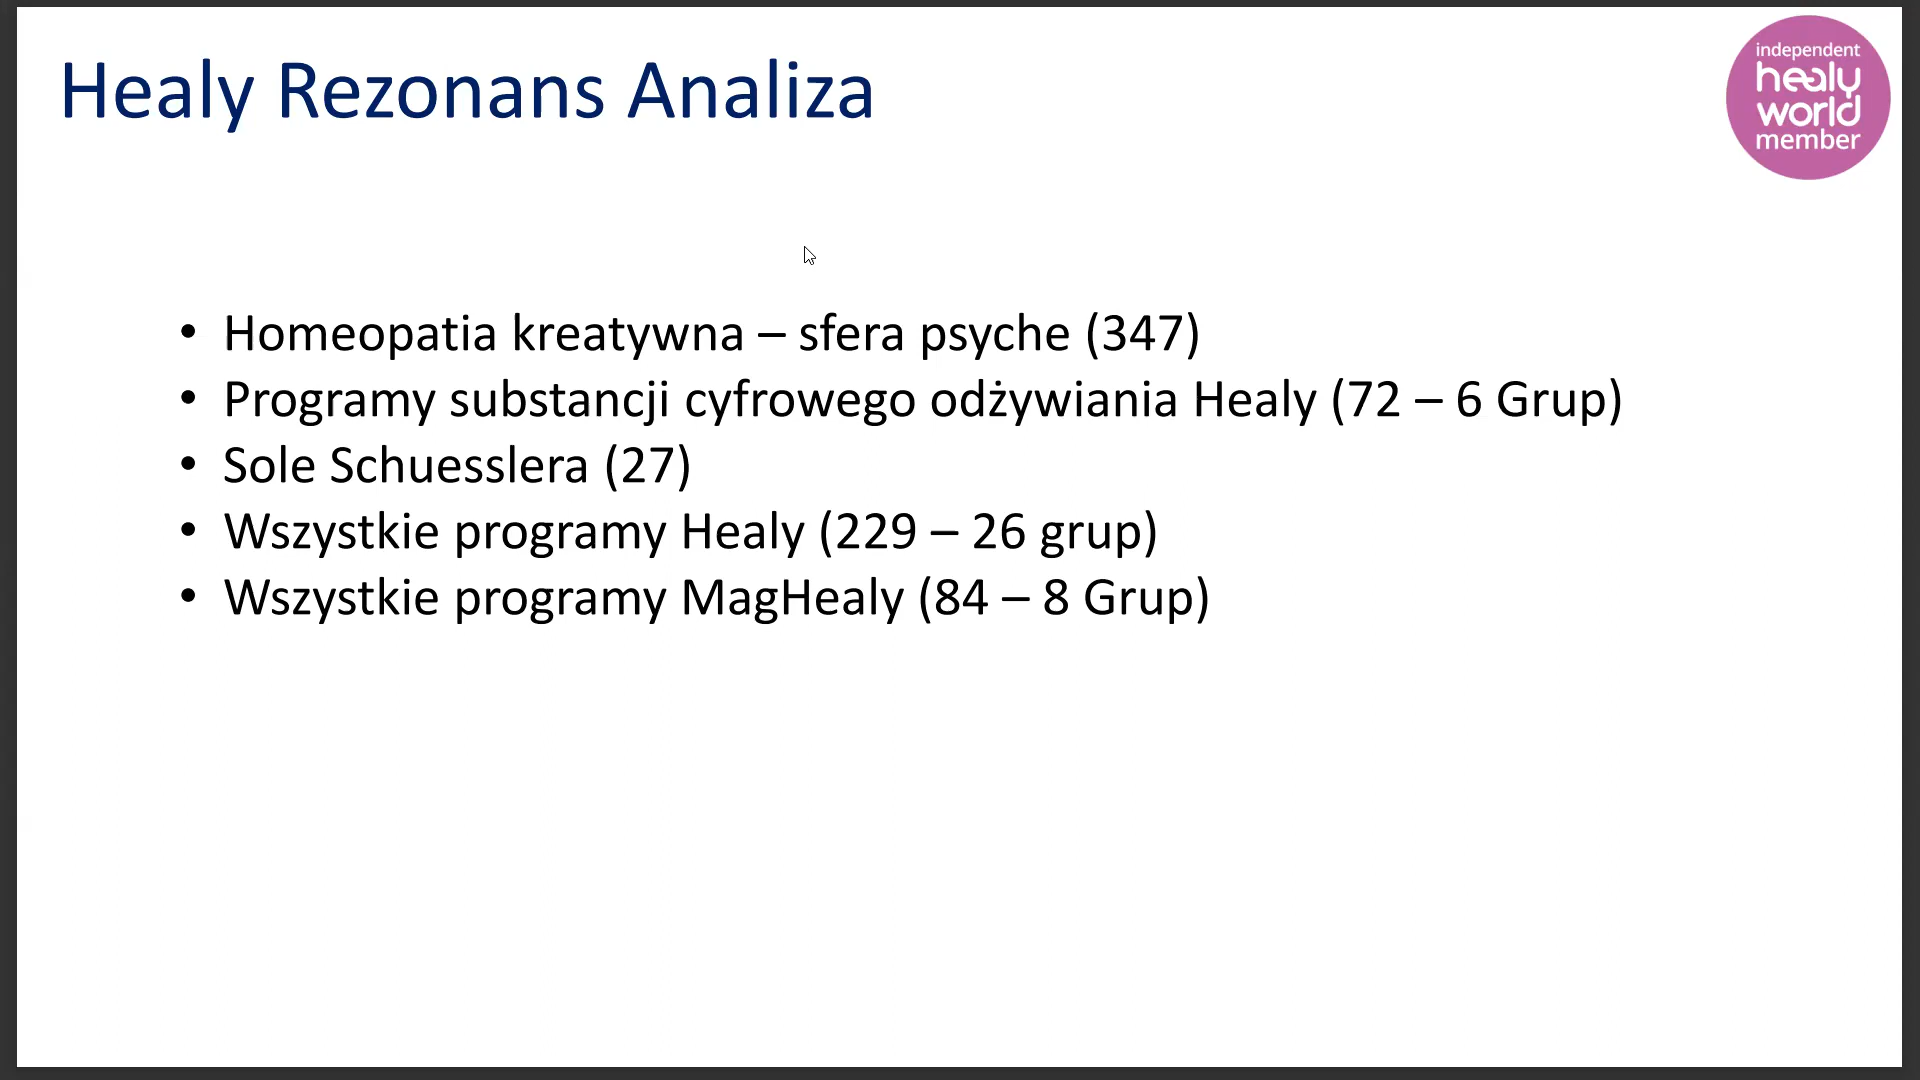 Healy Rezonans Analiza
independent
healy
world
member
• Homeopatia kreatywna – sfera psyche (347)
• Programy substancji cyfrowego odżywiania Healy (72 – 6 Grup)
• Sole Schuesslera (27)
• Wszystkie programy Healy (229 – 26 grup)
• Wszystkie programy MagHealy (84 – 8 Grup)